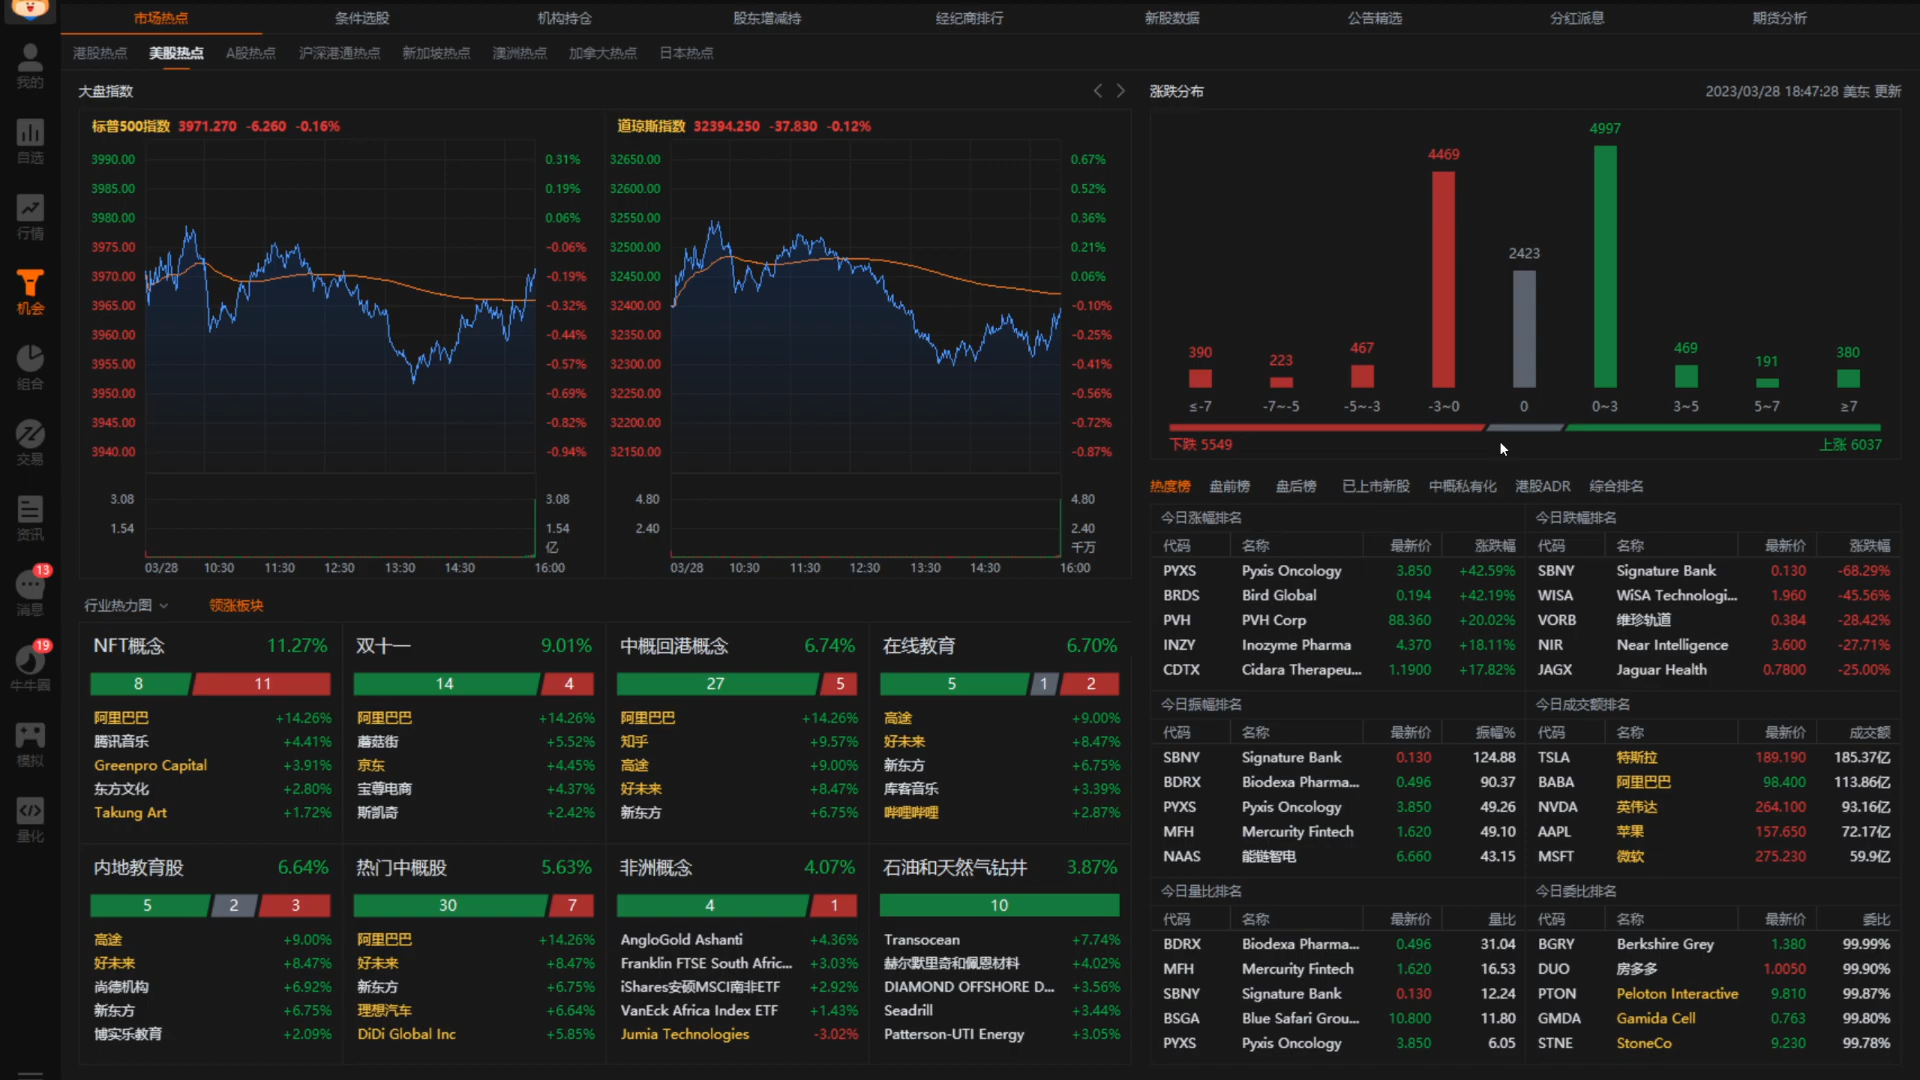 市场热点 条件选股 机构持仓 股东增减持 经纪商排行 新股数据 公告精选 分红派息 期货分析
港股热点 美股热点 A股热点 沪深港通热点 新加坡热点 澳洲热点 加拿大热点 日本热点
我的
自选
行情
机会
组合
交易
资讯
13
消息
19
牛牛圈
模拟
量化
大盘指数
标普500指数 3971.270 -6.260 -0.16%
3990.00 0.31%
3985.00 0.19%
3980.00 0.06%
3975.00 -0.06%
3970.00 -0.19%
3965.00 -0.32%
3960.00 -0.44%
3955.00 -0.57%
3950.00 -0.69%
3945.00 -0.82%
3940.00 -0.94%
3.08 3.08
1.54 1.54
亿
03/28 10:30 11:30 12:30 13:30 14:30 16:00
道琼斯指数 32394.250 -37.830 -0.12%
32650.00 0.67%
32600.00 0.52%
32550.00 0.36%
32500.00 0.21%
32450.00 0.06%
32400.00 -0.10%
32350.00 -0.25%
32300.00 -0.41%
32250.00 -0.56%
32200.00 -0.72%
32150.00 -0.87%
4.80 4.80
2.40 2.40
千万
03/28 10:30 11:30 12:30 13:30 14:30 16:00
涨跌分布 2023/03/28 18:47:28 美东 更新
390 223 467 4469 2423 4997 469 191 380
≤-7 -7~-5 -5~-3 -3~0 0 0~3 3~5 5~7 ≥7
下跌 5549 上涨 6037
行业热力图 领涨板块
NFT概念 11.27%
8 11
阿里巴巴 +14.26%
腾讯音乐 +4.41%
Greenpro Capital +3.91%
东方文化 +2.80%
Takung Art +1.72%
双十一 9.01%
14 4
阿里巴巴 +14.26%
蘑菇街 +5.52%
京东 +4.45%
宝尊电商 +4.37%
斯凯奇 +2.42%
中概回港概念 6.74%
27 5
阿里巴巴 +14.26%
知乎 +9.57%
高途 +9.00%
好未来 +8.47%
新东方 +6.75%
在线教育 6.70%
5 1 2
高途 +9.00%
好未来 +8.47%
新东方 +6.75%
库客音乐 +3.39%
哔哩哔哩 +2.87%
内地教育股 6.64%
5 2 3
高途 +9.00%
好未来 +8.47%
尚德机构 +6.92%
新东方 +6.75%
博实乐教育 +2.09%
热门中概股 5.63%
30 7
阿里巴巴 +14.26%
好未来 +8.47%
新东方 +6.75%
理想汽车 +6.64%
DiDi Global Inc +5.85%
非洲概念 4.07%
4 1
AngloGold Ashanti +4.36%
Franklin FTSE South Afric... +3.03%
iShares安硕MSCI南非ETF +2.92%
VanEck Africa Index ETF +1.43%
Jumia Technologies -3.02%
石油和天然气钻井 3.87%
10
Transocean +7.74%
赫尔默里奇和佩恩材料 +4.02%
DIAMOND OFFSHORE D... +3.56%
Seadrill +3.44%
Patterson-UTI Energy +3.05%
热度榜 盘前榜 盘后榜 已上市新股 中概私有化 港股ADR 综合排名
今日涨幅排名
代码 名称 最新价 涨跌幅
PYXS Pyxis Oncology 3.850 +42.59%
BRDS Bird Global 0.194 +42.19%
PVH PVH Corp 88.360 +20.02%
INZY Inozyme Pharma 4.370 +18.11%
CDTX Cidara Therapeu... 1.1900 +17.82%
今日跌幅排名
代码 名称 最新价 涨跌幅
SBNY Signature Bank 0.130 -68.29%
WISA WiSA Technologi... 1.960 -45.56%
VORB 维珍轨道 0.384 -28.42%
NIR Near Intelligence 3.600 -27.71%
JAGX Jaguar Health 0.7800 -25.00%
今日振幅排名
代码 名称 最新价 振幅%
SBNY Signature Bank 0.130 124.88
BDRX Biodexa Pharma... 0.496 90.37
PYXS Pyxis Oncology 3.850 49.26
MFH Mercurity Fintech 1.620 49.10
NAAS 能链智电 6.660 43.15
今日成交额排名
代码 名称 最新价 成交额
TSLA 特斯拉 189.190 185.37亿
BABA 阿里巴巴 98.400 113.86亿
NVDA 英伟达 264.100 93.16亿
AAPL 苹果 157.650 72.17亿
MSFT 微软 275.230 59.9亿
今日量比排名
代码 名称 最新价 量比
BDRX Biodexa Pharma... 0.496 31.04
MFH Mercurity Fintech 1.620 16.53
SBNY Signature Bank 0.130 12.24
BSGA Blue Safari Grou... 10.800 11.80
PYXS Pyxis Oncology 3.850 6.05
今日委比排名
代码 名称 最新价 委比
BGRY Berkshire Grey 1.380 99.99%
DUO 房多多 1.0050 99.90%
PTON Peloton Interactive 9.810 99.87%
GMDA Gamida Cell 0.763 99.80%
STNE StoneCo 9.230 99.78%